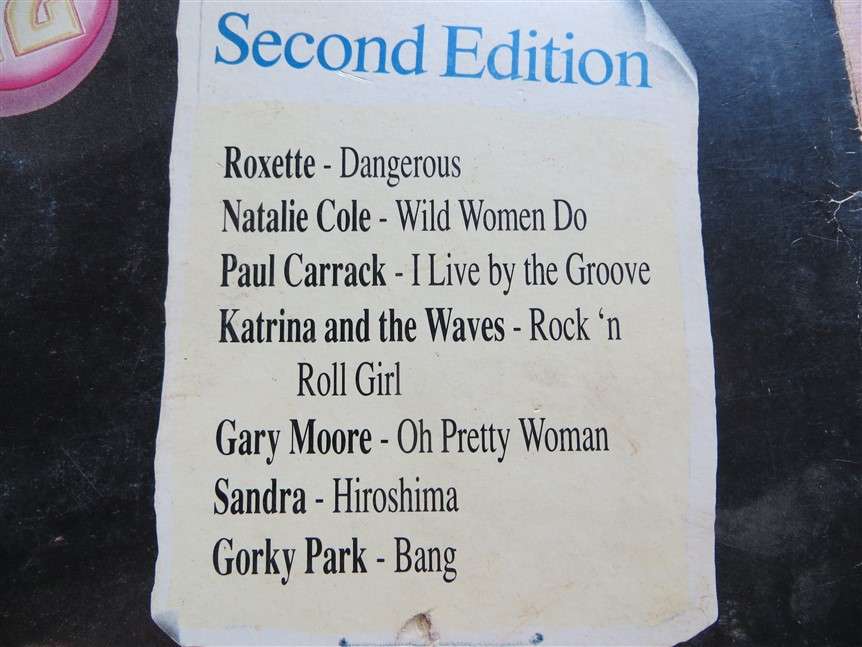 Second Edition
Roxette - Dangerous
Natalie Cole - Wild Women Do
Paul Carrack - I Live by the Groove
Katrina and the Waves - Rock ‘n
Roll Girl
Gary Moore - Oh Pretty Woman
Sandra - Hiroshima
Gorky Park - Bang